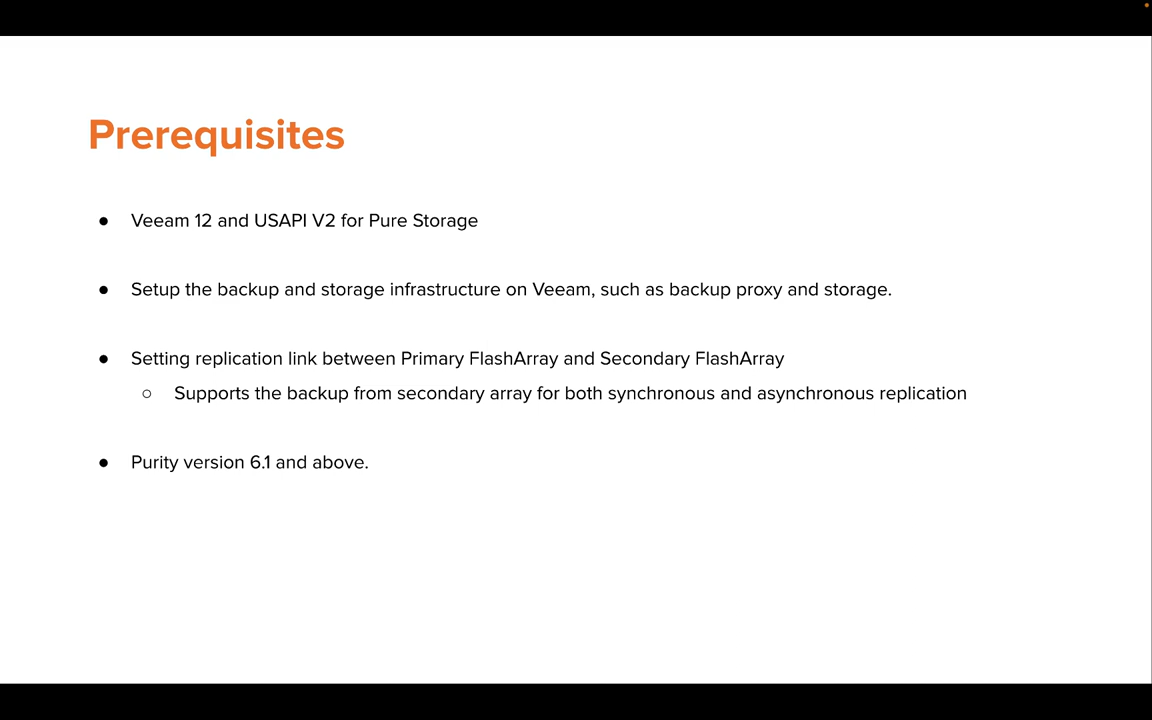 Prerequisites
● Veeam 12 and USAPI V2 for Pure Storage
● Setup the backup and storage infrastructure on Veeam, such as backup proxy and storage.
● Setting replication link between Primary FlashArray and Secondary FlashArray
○ Supports the backup from secondary array for both synchronous and asynchronous replication
● Purity version 6.1 and above.